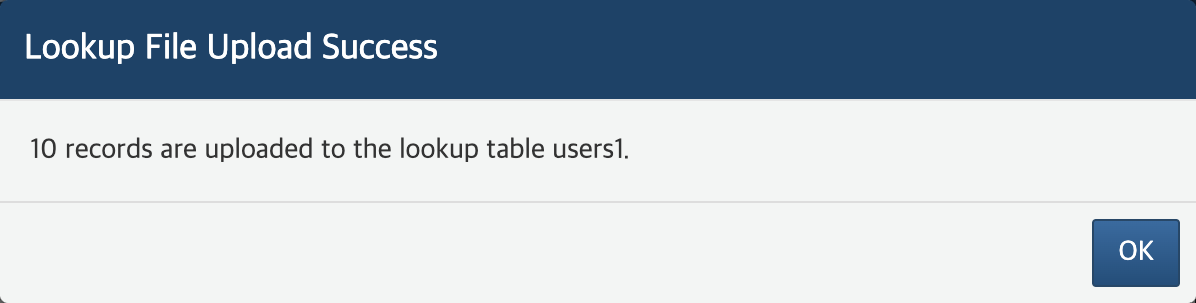 Lookup File Upload Success
10 records are uploaded to the lookup table users1.
OK